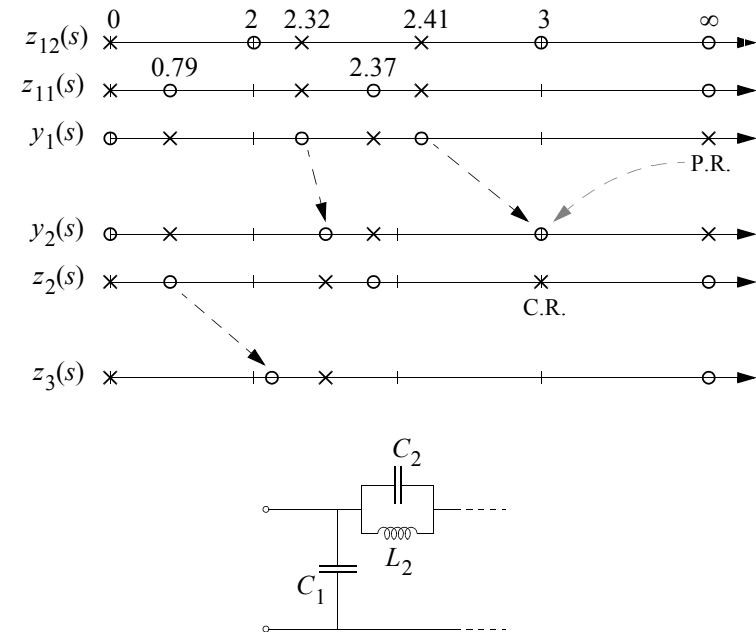 0 2 2.32 2.41 3 ∞
z12(s)
0.79 2.37
z11(s)
y1(s)
P.R.
y2(s)
z2(s)
C.R.
z3(s)
C2
L2
C1